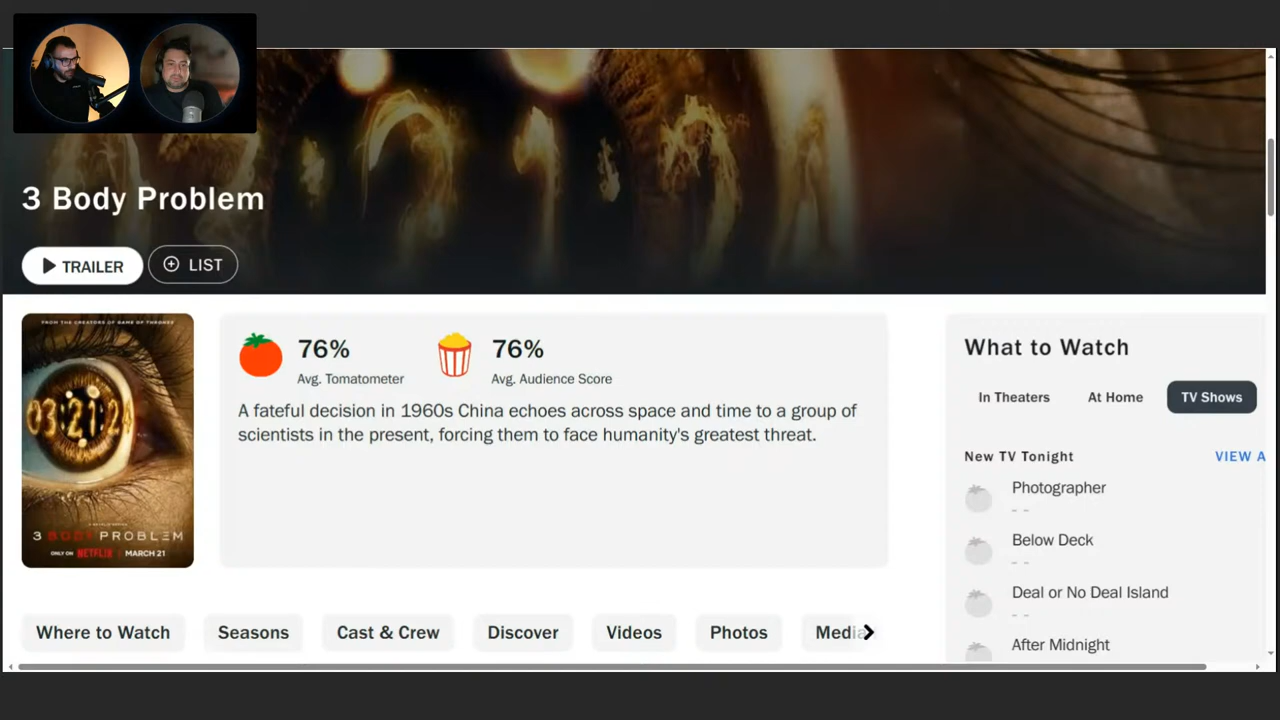 3 Body Problem
TRAILER
LIST
FROM THE CREATORS OF GAME OF THRONES
03:21:24
A NETFLIX SERIES
3 BODY PROBLEM
ONLY ON NETFLIX | MARCH 21
76%
Avg. Tomatometer
76%
Avg. Audience Score
A fateful decision in 1960s China echoes across space and time to a group of
scientists in the present, forcing them to face humanity's greatest threat.
What to Watch
In Theaters
At Home
TV Shows
New TV Tonight
VIEW A
Photographer
- -
Below Deck
- -
Deal or No Deal Island
- -
After Midnight
Where to Watch
Seasons
Cast & Crew
Discover
Videos
Photos
Media